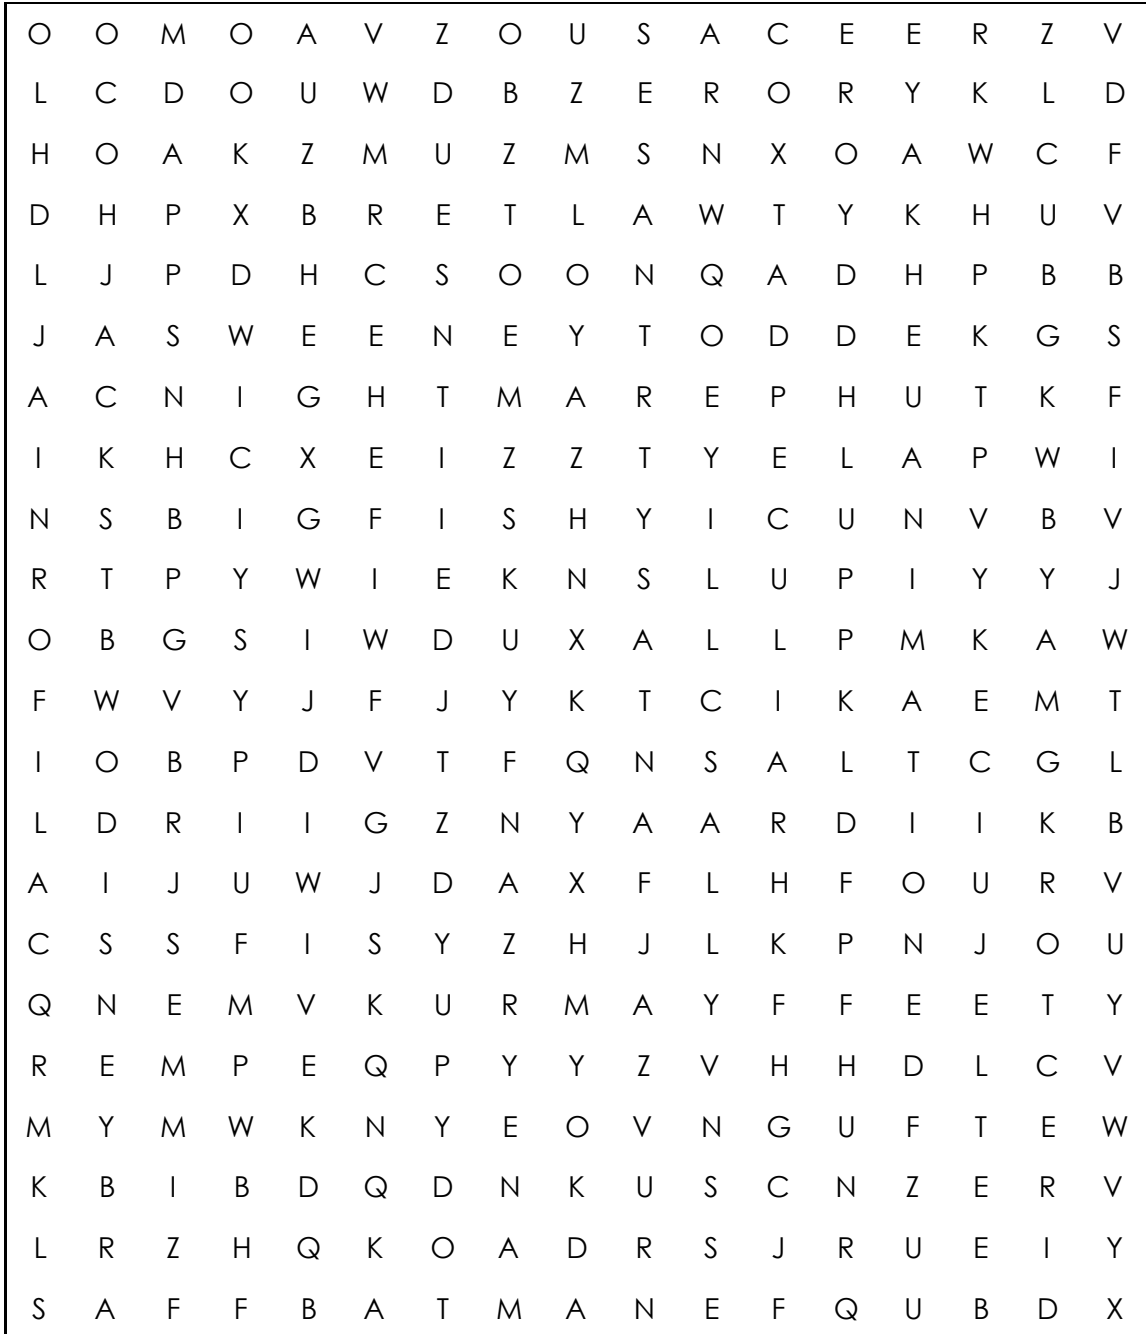 O O M O A V Z O U S A C E E R Z V
L C D O U W D B Z E R O R Y K L D
H O A K Z M U Z M S N X O A W C F
D H P X B R E T L A W T Y K H U V
L J P D H C S O O N Q A D H P B B
J A S W E E N E Y T O D D E K G S
A C N I G H T M A R E P H U T K F
I K H C X E I Z Z T Y E L A P W I
N S B I G F I S H Y I C U N V B V
R T P Y W I E K N S L U P I Y Y J
O B G S I W D U X A L L P M K A W
F W V Y J F J Y K T C I K A E M T
I O B P D V T F Q N S A L T C G L
L D R I I G Z N Y A A R D I I K B
A I J U W J D A X F L H F O U R V
C S S F I S Y Z H J L K P N J O U
Q N E M V K U R M A Y F F E E T Y
R E M P E Q P Y Y Z V H H D L C V
M Y M W K N Y E O V N G U F T E W
K B I B D Q D N K U S C N Z E R V
L R Z H Q K O A D R S J R U E I Y
S A F F B A T M A N E F Q U B D X